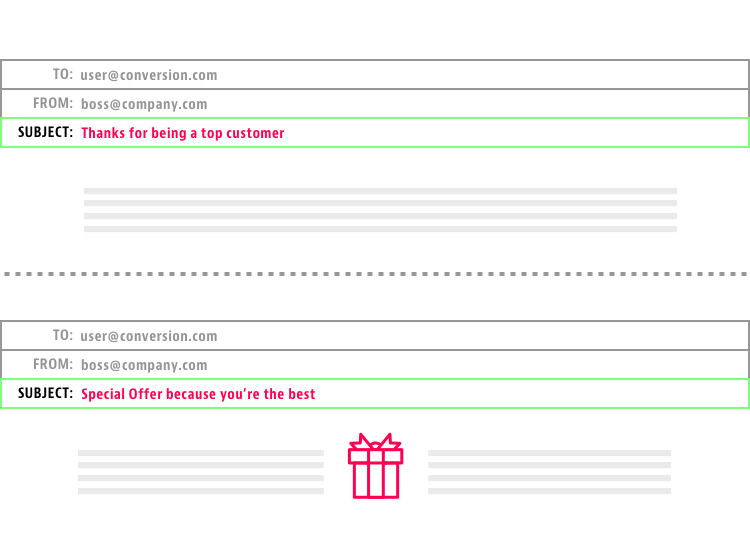 TO: user@conversion.com
FROM: boss@company.com
SUBJECT: Thanks for being a top customer
TO: user@conversion.com
FROM: boss@company.com
SUBJECT: Special Offer because you're the best